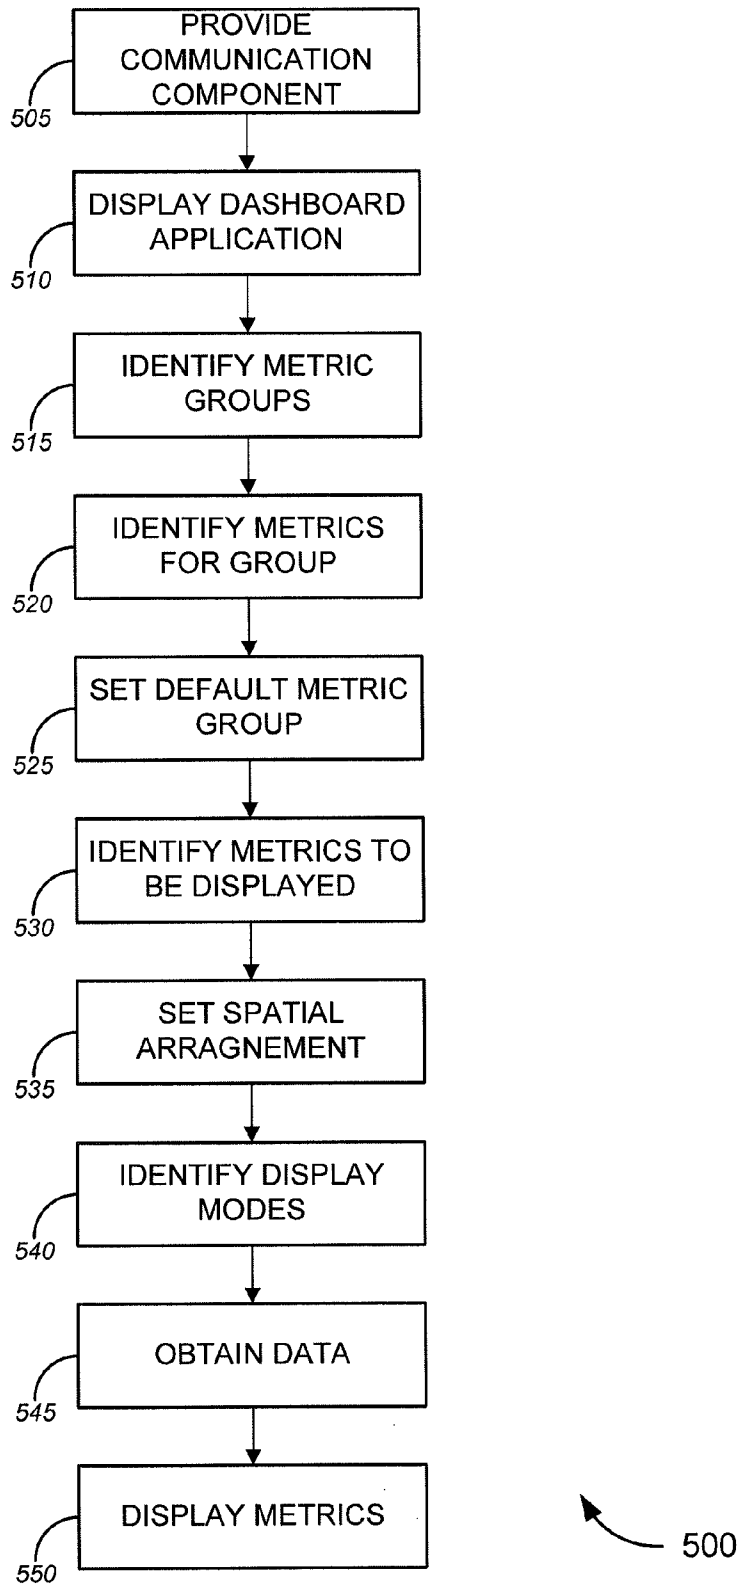 PROVIDE
COMMUNICATION
COMPONENT
505
DISPLAY DASHBOARD
APPLICATION
510
IDENTIFY METRIC
GROUPS
515
IDENTIFY METRICS
FOR GROUP
520
SET DEFAULT METRIC
GROUP
525
IDENTIFY METRICS TO
BE DISPLAYED
530
SET SPATIAL
ARRAGNEMENT
535
IDENTIFY DISPLAY
MODES
540
OBTAIN DATA
545
DISPLAY METRICS
550
500